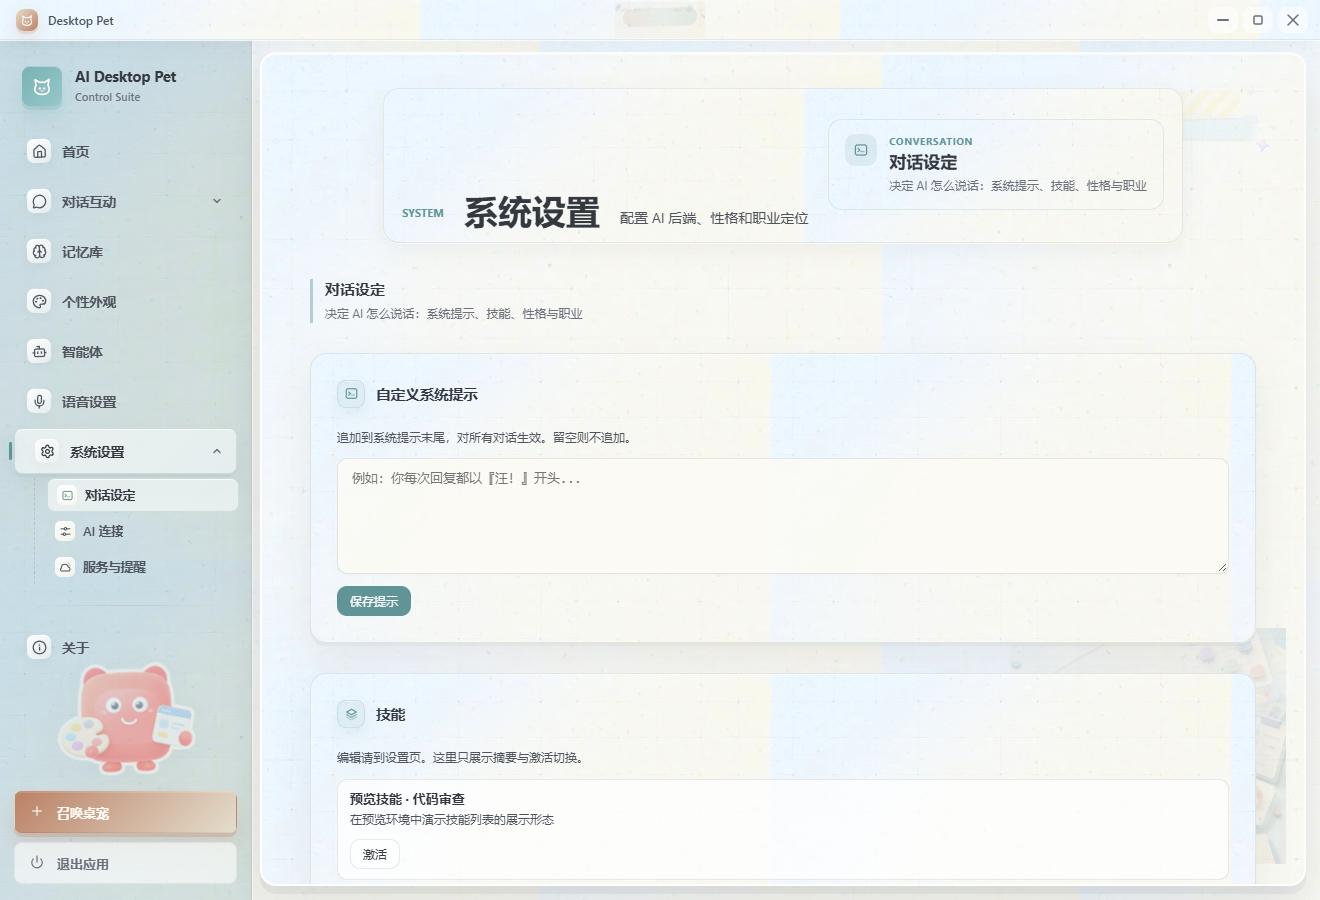 Desktop Pet
AI Desktop Pet
Control Suite
首页
对话互动
记忆库
个性外观
智能体
语音设置
系统设置
对话设定
AI 连接
服务与提醒
关于
召唤桌宠
退出应用
SYSTEM
系统设置
配置 AI 后端、性格和职业定位
CONVERSATION
对话设定
决定 AI 怎么说话：系统提示、技能、性格与职业
对话设定
决定 AI 怎么说话：系统提示、技能、性格与职业
自定义系统提示
追加到系统提示末尾，对所有对话生效。留空则不追加。
例如：你每次回复都以『汪！』开头...
保存提示
技能
编辑请到设置页。这里只展示摘要与激活切换。
预览技能 · 代码审查
在预览环境中演示技能列表的展示形态
激活